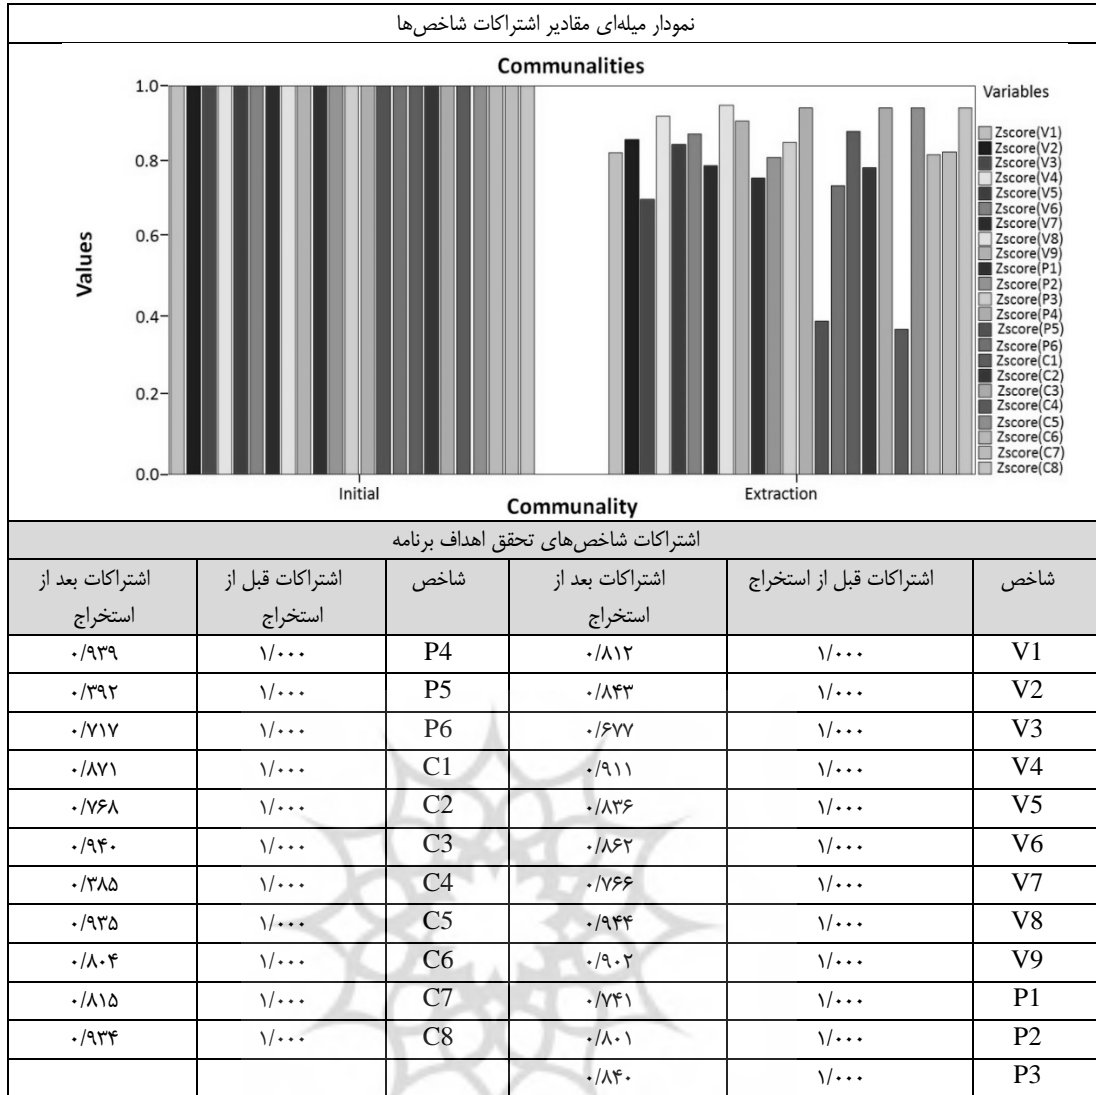 نمودار میله‌ای مقادیر اشتراکات شاخص‌ها
Communalities
Values
1.0
0.8
0.6
0.4
0.2
0.0
Initial
Extraction
Communality
Variables
Zscore(V1)
Zscore(V2)
Zscore(V3)
Zscore(V4)
Zscore(V5)
Zscore(V6)
Zscore(V7)
Zscore(V8)
Zscore(V9)
Zscore(P1)
Zscore(P2)
Zscore(P3)
Zscore(P4)
Zscore(P5)
Zscore(P6)
Zscore(C1)
Zscore(C2)
Zscore(C3)
Zscore(C4)
Zscore(C5)
Zscore(C6)
Zscore(C7)
Zscore(C8)
اشتراکات شاخص‌های تحقق اهداف برنامه
شاخص اشتراکات قبل از استخراج اشتراکات بعد از استخراج شاخص اشتراکات قبل از استخراج اشتراکات بعد از استخراج
V1 ۱/۰۰۰ ۰/۸۱۲ P4 ۱/۰۰۰ ۰/۹۳۹
V2 ۱/۰۰۰ ۰/۸۴۳ P5 ۱/۰۰۰ ۰/۳۹۲
V3 ۱/۰۰۰ ۰/۶۷۷ P6 ۱/۰۰۰ ۰/۷۱۷
V4 ۱/۰۰۰ ۰/۹۱۱ C1 ۱/۰۰۰ ۰/۸۷۱
V5 ۱/۰۰۰ ۰/۸۳۶ C2 ۱/۰۰۰ ۰/۷۶۸
V6 ۱/۰۰۰ ۰/۸۶۲ C3 ۱/۰۰۰ ۰/۹۴۰
V7 ۱/۰۰۰ ۰/۷۶۶ C4 ۱/۰۰۰ ۰/۳۸۵
V8 ۱/۰۰۰ ۰/۹۴۴ C5 ۱/۰۰۰ ۰/۹۳۵
V9 ۱/۰۰۰ ۰/۹۰۲ C6 ۱/۰۰۰ ۰/۸۰۴
P1 ۱/۰۰۰ ۰/۷۴۱ C7 ۱/۰۰۰ ۰/۸۱۵
P2 ۱/۰۰۰ ۰/۸۰۱ C8 ۱/۰۰۰ ۰/۹۳۴
P3 ۱/۰۰۰ ۰/۸۴۰